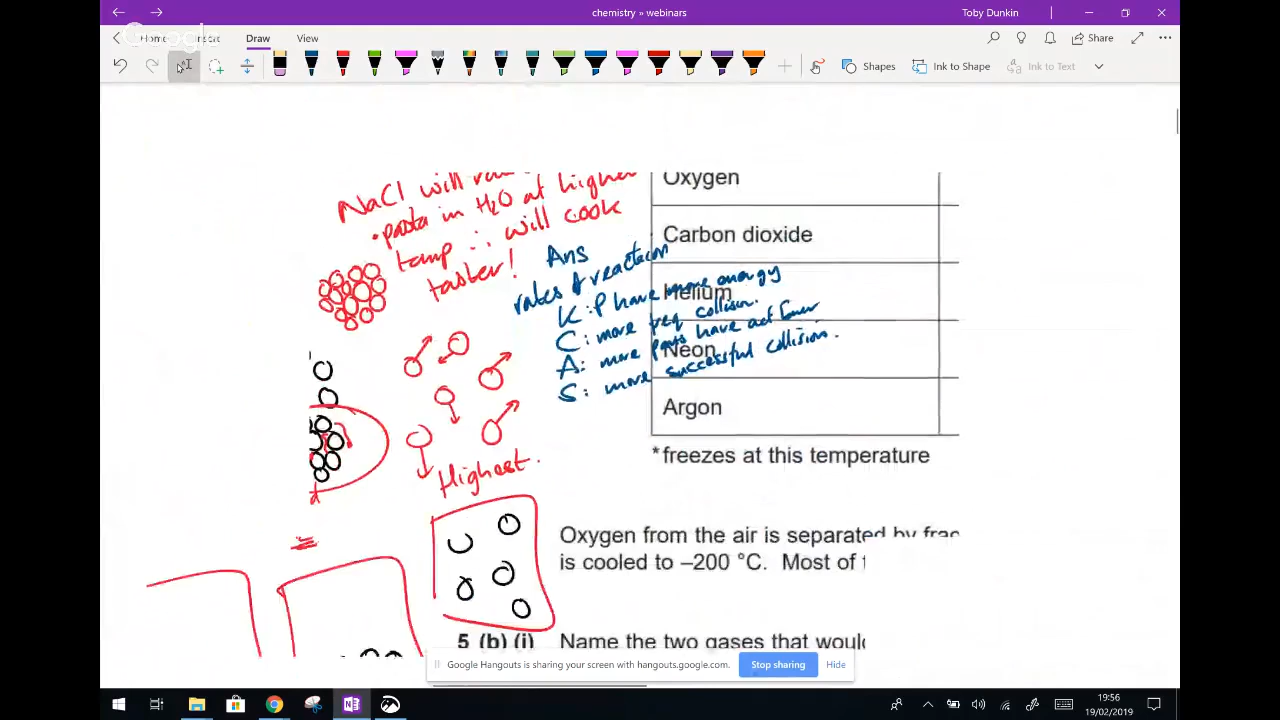 chemistry » webinars
Toby Dunkin
Google
Home
Insert
Draw
View
Share
Shapes
Ink to Shape
Ink to Text
NaCl will
• pasta in H2O at higher
temp ∴ will cook
faster!
Ans
rates of reaction
K: P have more energy
C: more freq collision.
A: more parts have act
S: more successful collision.
Highest.
Oxygen
Carbon dioxide
Helium
Neon
Argon
*freezes at this temperature
Oxygen from the air is separated by frac
is cooled to –200 °C. Most of
5 (b) (i) Name the two gases that would
Google Hangouts is sharing your screen with hangouts.google.com.
Stop sharing
Hide
19:56
19/02/2019